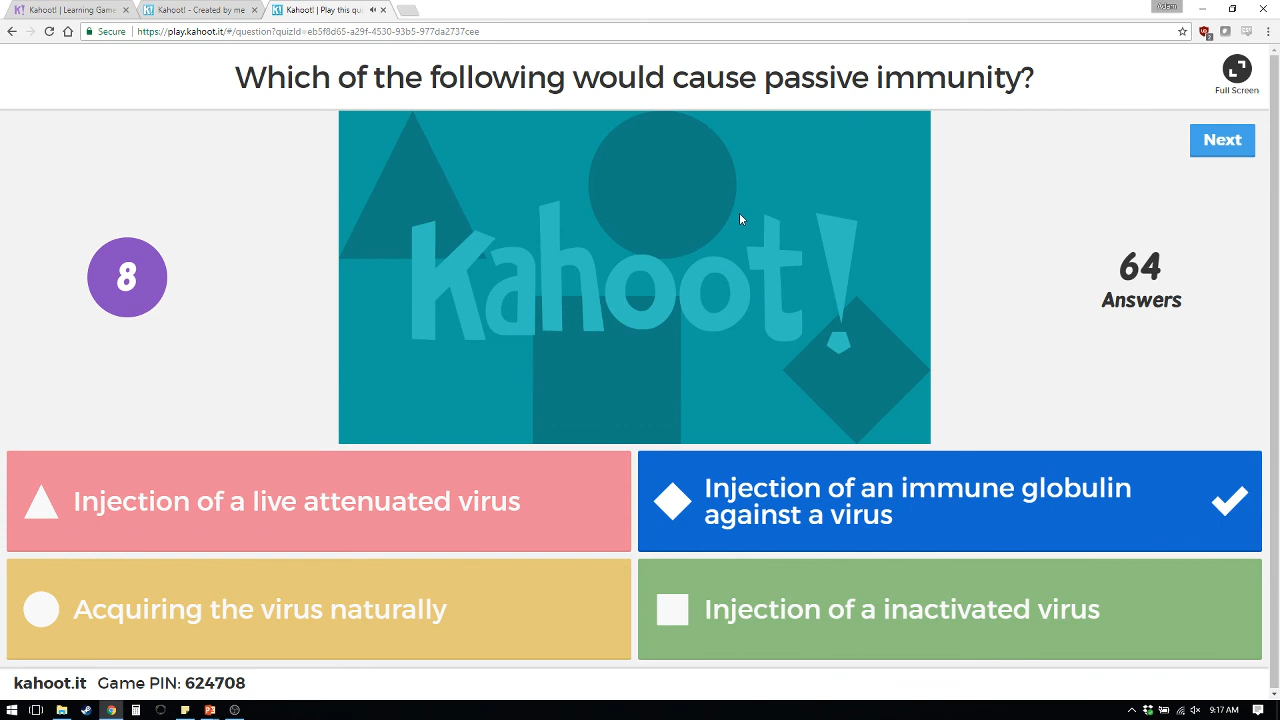 Kahoot! | Learning Game
Kahoot! - Created by me
Kahoot! | Play this qu
Adam
Secure
https://play.kahoot.it/#/question?quizId=eb5f8d65-a29f-4530-93b5-977da2737cee
2
Which of the following would cause passive immunity?
Full Screen
Next
Kahoot!
8
64
Answers
Injection of a live attenuated virus
Injection of an immune globulin
against a virus
Acquiring the virus naturally
Injection of a inactivated virus
kahoot.it Game PIN: 624708
9:17 AM